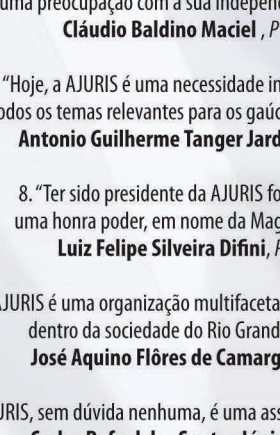 uma preocupação com a sua independ
Cláudio Baldino Maciel , P
“Hoje, a AJURIS é uma necessidade in
odos os temas relevantes para os gaúc
Antonio Guilherme Tanger Jard
8. “Ter sido presidente da AJURIS fo
uma honra poder, em nome da Mag
Luiz Felipe Silveira Difini, P
AJURIS é uma organização multifaceta
dentro da sociedade do Rio Grand
José Aquino Flôres de Camarg
URIS, sem dúvida nenhuma, é uma ass